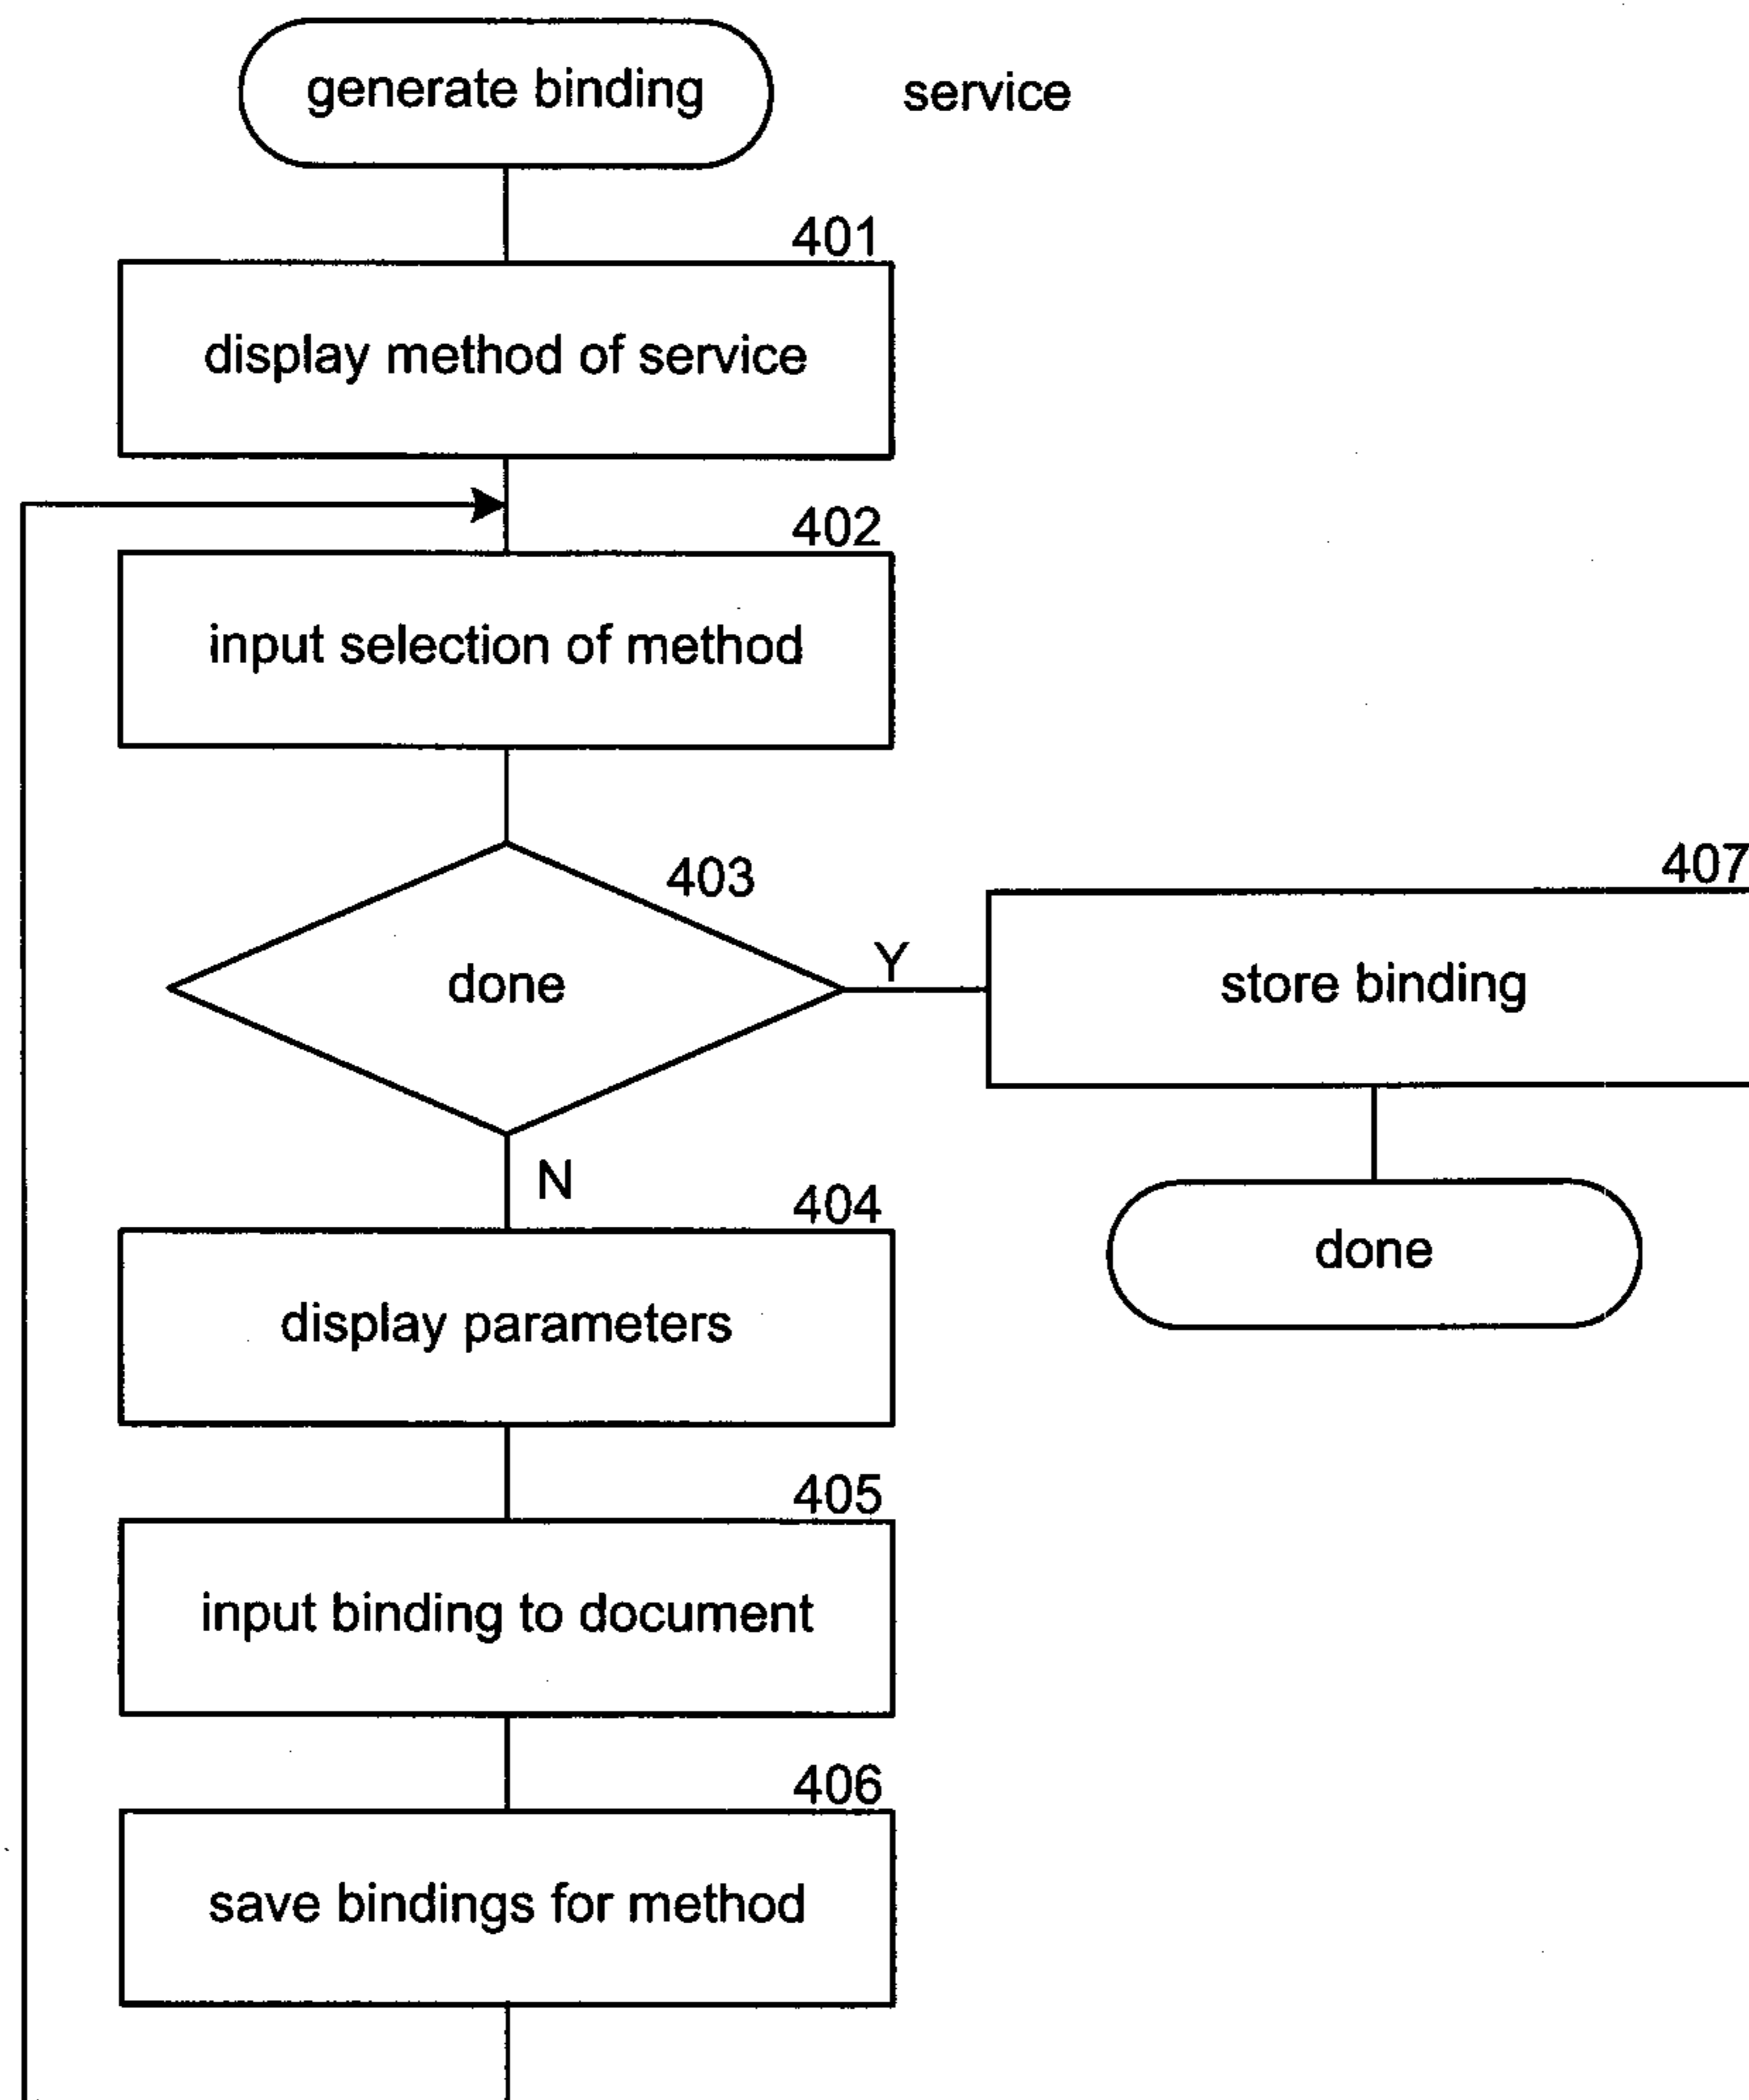 generate binding
service
401
display method of service
402
input selection of method
403
done
Y
407
store binding
done
N
404
display parameters
405
input binding to document
406
save bindings for method